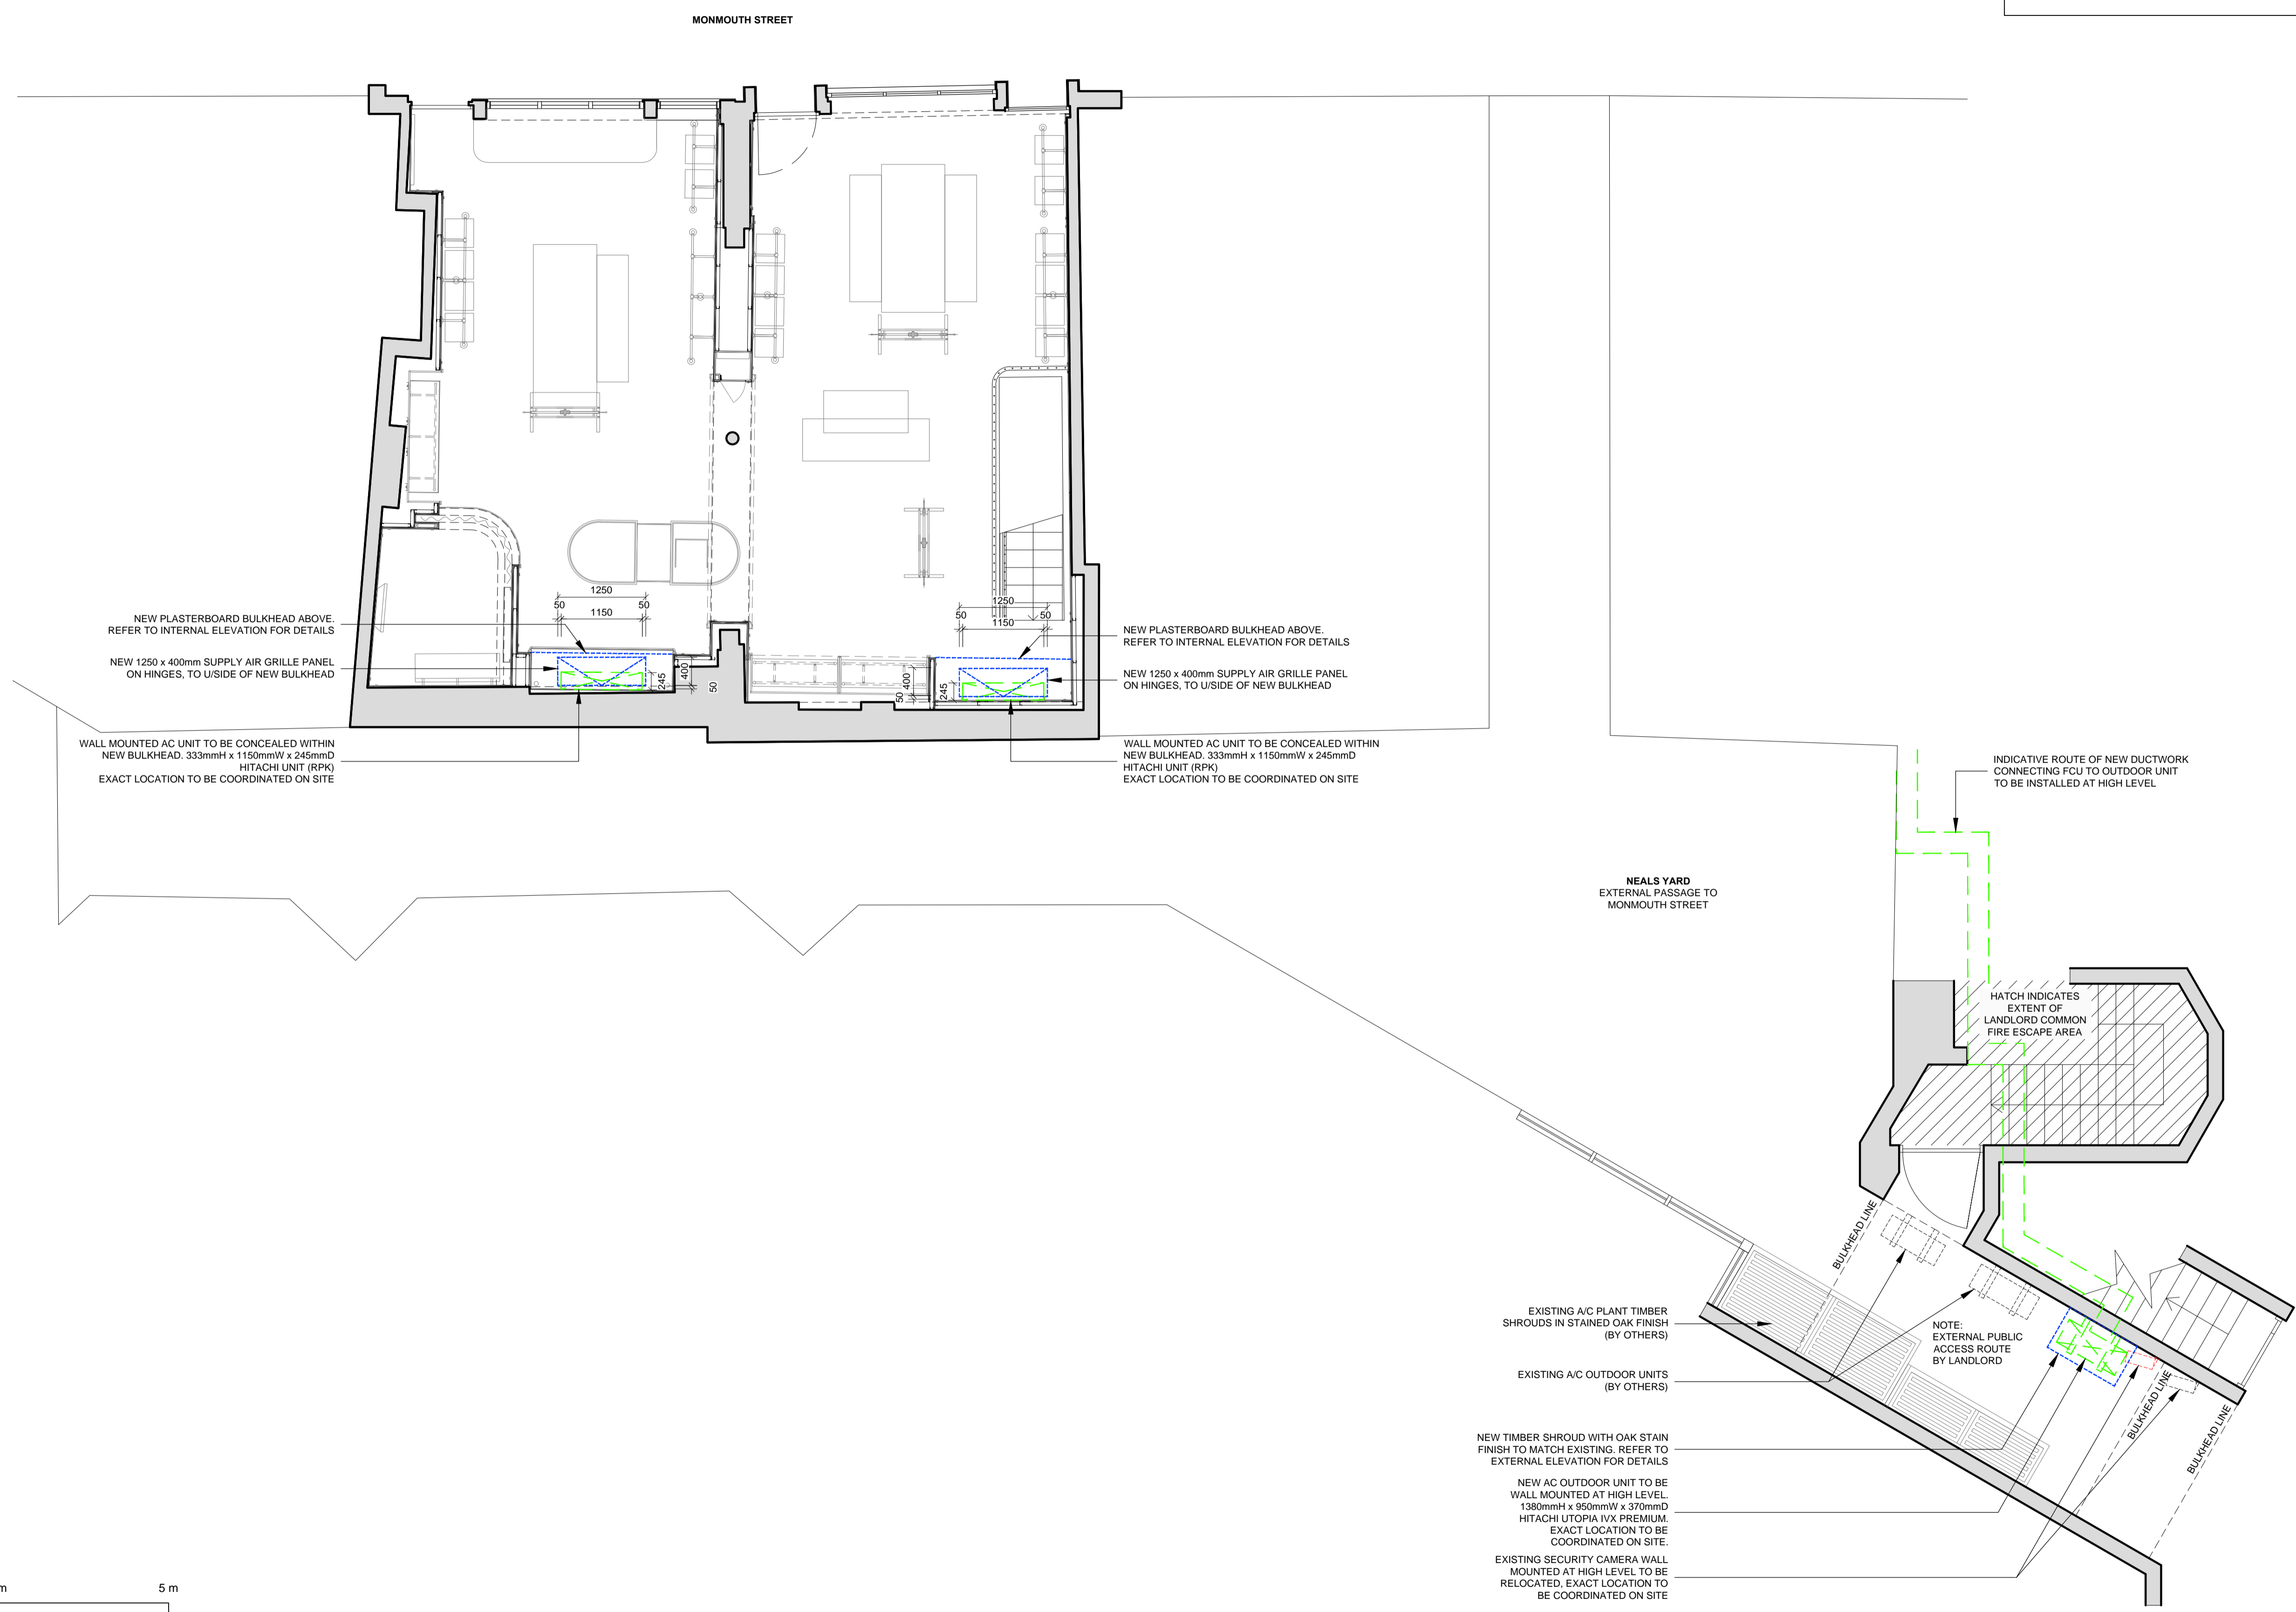 MONMOUTH STREET
1250
50
50
1150
400
245
50
1250
50
50
1150
400
245
50
NEW PLASTERBOARD BULKHEAD ABOVE.
REFER TO INTERNAL ELEVATION FOR DETAILS
NEW 1250 x 400mm SUPPLY AIR GRILLE PANEL
ON HINGES, TO U/SIDE OF NEW BULKHEAD
WALL MOUNTED AC UNIT TO BE CONCEALED WITHIN
NEW BULKHEAD. 333mmH x 1150mmW x 245mmD
HITACHI UNIT (RPK)
EXACT LOCATION TO BE COORDINATED ON SITE
NEW PLASTERBOARD BULKHEAD ABOVE.
REFER TO INTERNAL ELEVATION FOR DETAILS
NEW 1250 x 400mm SUPPLY AIR GRILLE PANEL
ON HINGES, TO U/SIDE OF NEW BULKHEAD
WALL MOUNTED AC UNIT TO BE CONCEALED WITHIN
NEW BULKHEAD. 333mmH x 1150mmW x 245mmD
HITACHI UNIT (RPK)
EXACT LOCATION TO BE COORDINATED ON SITE
INDICATIVE ROUTE OF NEW DUCTWORK
CONNECTING FCU TO OUTDOOR UNIT
TO BE INSTALLED AT HIGH LEVEL
NEALS YARD
EXTERNAL PASSAGE TO
MONMOUTH STREET
HATCH INDICATES
EXTENT OF
LANDLORD COMMON
FIRE ESCAPE AREA
BULKHEAD LINE
NOTE:
EXTERNAL PUBLIC
ACCESS ROUTE
BY LANDLORD
BULKHEAD LINE
BULKHEAD LINE
EXISTING A/C PLANT TIMBER
SHROUDS IN STAINED OAK FINISH
(BY OTHERS)
EXISTING A/C OUTDOOR UNITS
(BY OTHERS)
NEW TIMBER SHROUD WITH OAK STAIN
FINISH TO MATCH EXISTING. REFER TO
EXTERNAL ELEVATION FOR DETAILS
NEW AC OUTDOOR UNIT TO BE
WALL MOUNTED AT HIGH LEVEL.
1380mmH x 950mmW x 370mmD
HITACHI UTOPIA IVX PREMIUM.
EXACT LOCATION TO BE
COORDINATED ON SITE.
EXISTING SECURITY CAMERA WALL
MOUNTED AT HIGH LEVEL TO BE
RELOCATED, EXACT LOCATION TO
BE COORDINATED ON SITE
m
5 m